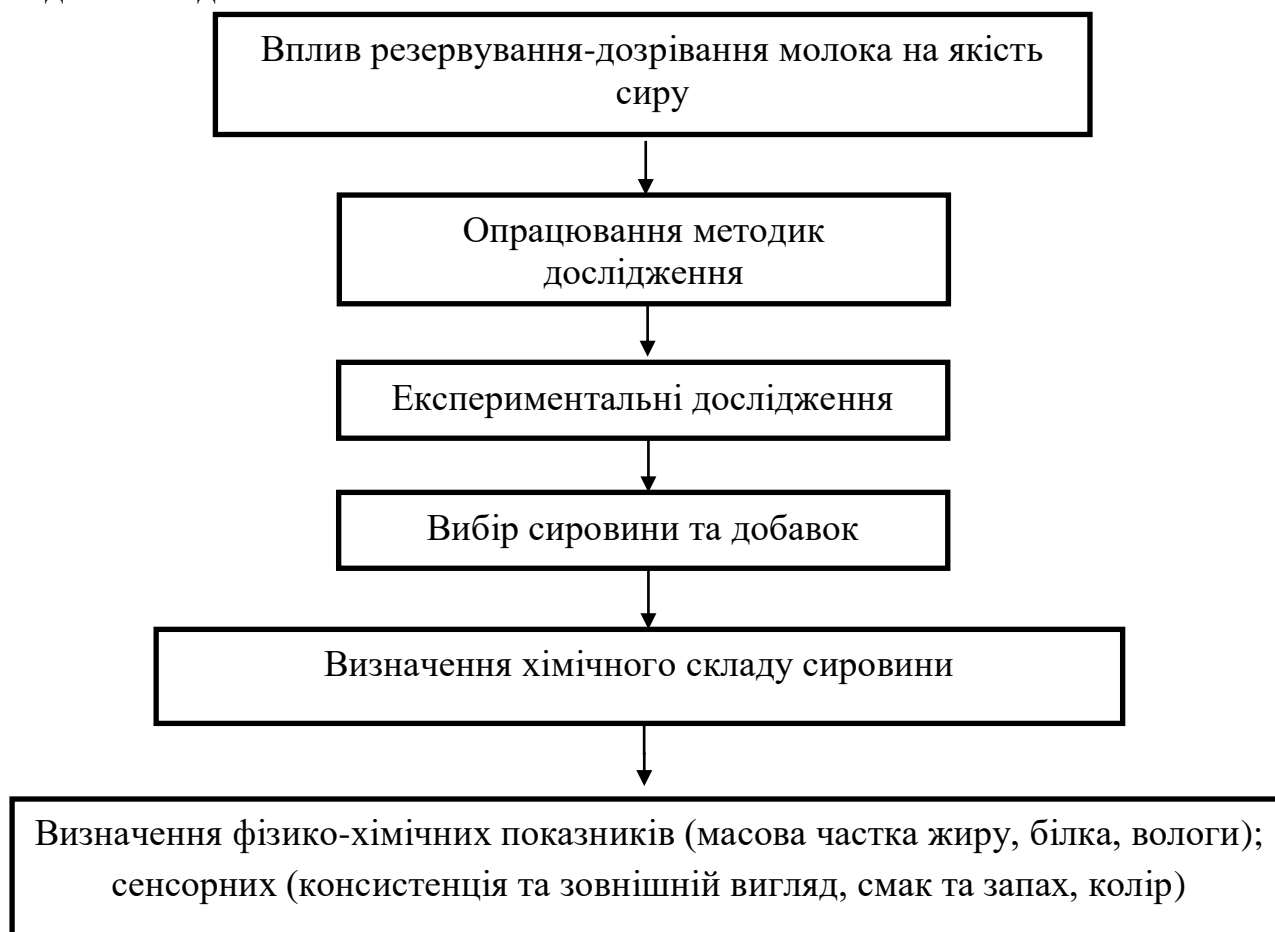 Вплив резервування-дозрівання молока на якість
сиру
Опрацювання методик
дослідження
Експериментальні дослідження
Вибір сировини та добавок
Визначення хімічного складу сировини
Визначення фізико-хімічних показників (масова частка жиру, білка, вологи);
сенсорних (консистенція та зовнішній вигляд, смак та запах, колір)